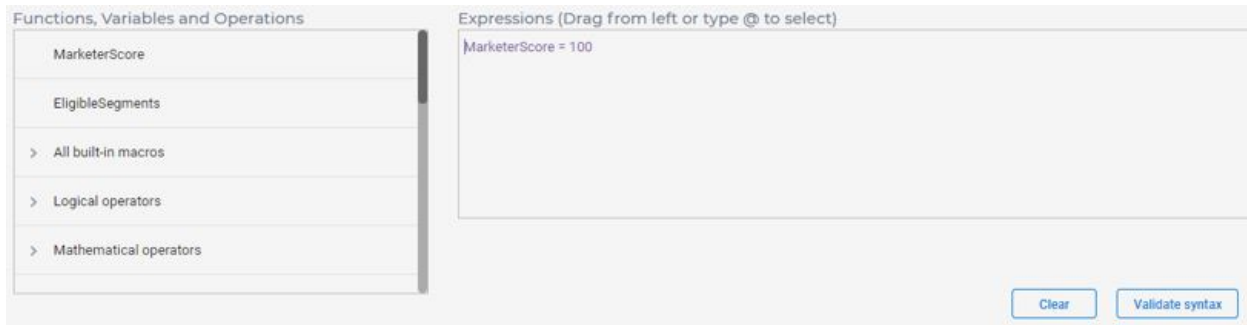 Functions, Variables and Operations
MarketerScore
EligibleSegments
All built-in macros
Logical operators
Mathematical operators
Expressions (Drag from left or type @ to select)
MarketerScore = 100
Clear
Validate syntax